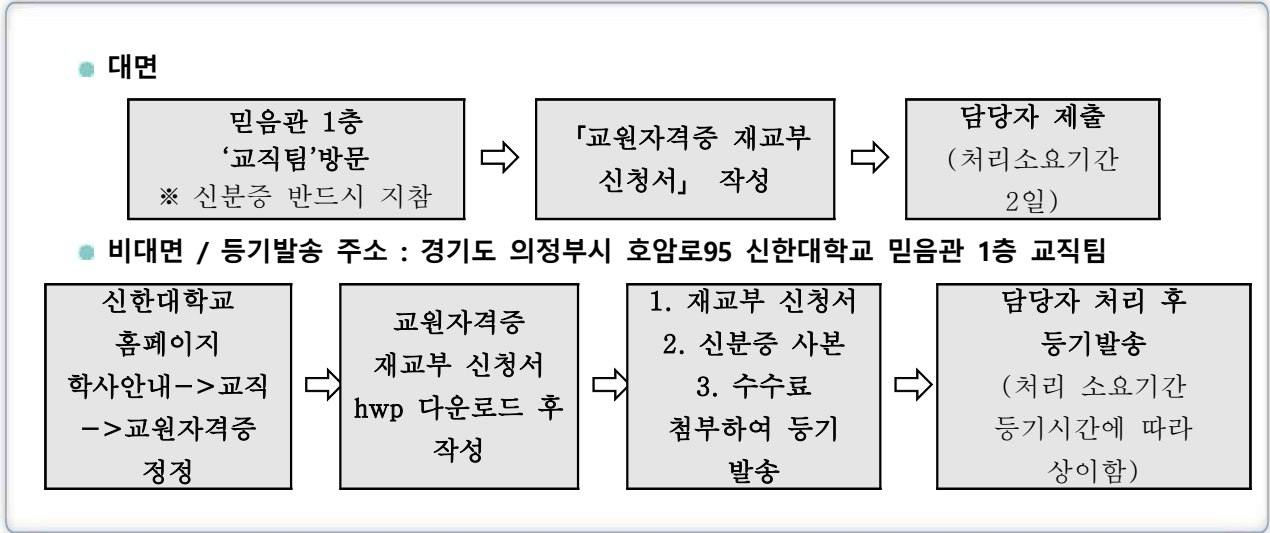 대면
믿음관 1층
‘교직팀’방문
※ 신분증 반드시 지참
「교원자격증 재교부
신청서」 작성
담당자 제출
(처리소요기간
2일)
비대면 / 등기발송 주소 : 경기도 의정부시 호암로95 신한대학교 믿음관 1층 교직팀
신한대학교
홈페이지
학사안내->교직
->교원자격증
정정
교원자격증
재교부 신청서
hwp 다운로드 후
작성
1. 재교부 신청서
2. 신분증 사본
3. 수수료
첨부하여 등기
발송
담당자 처리 후
등기발송
(처리 소요기간
등기시간에 따라
상이함)